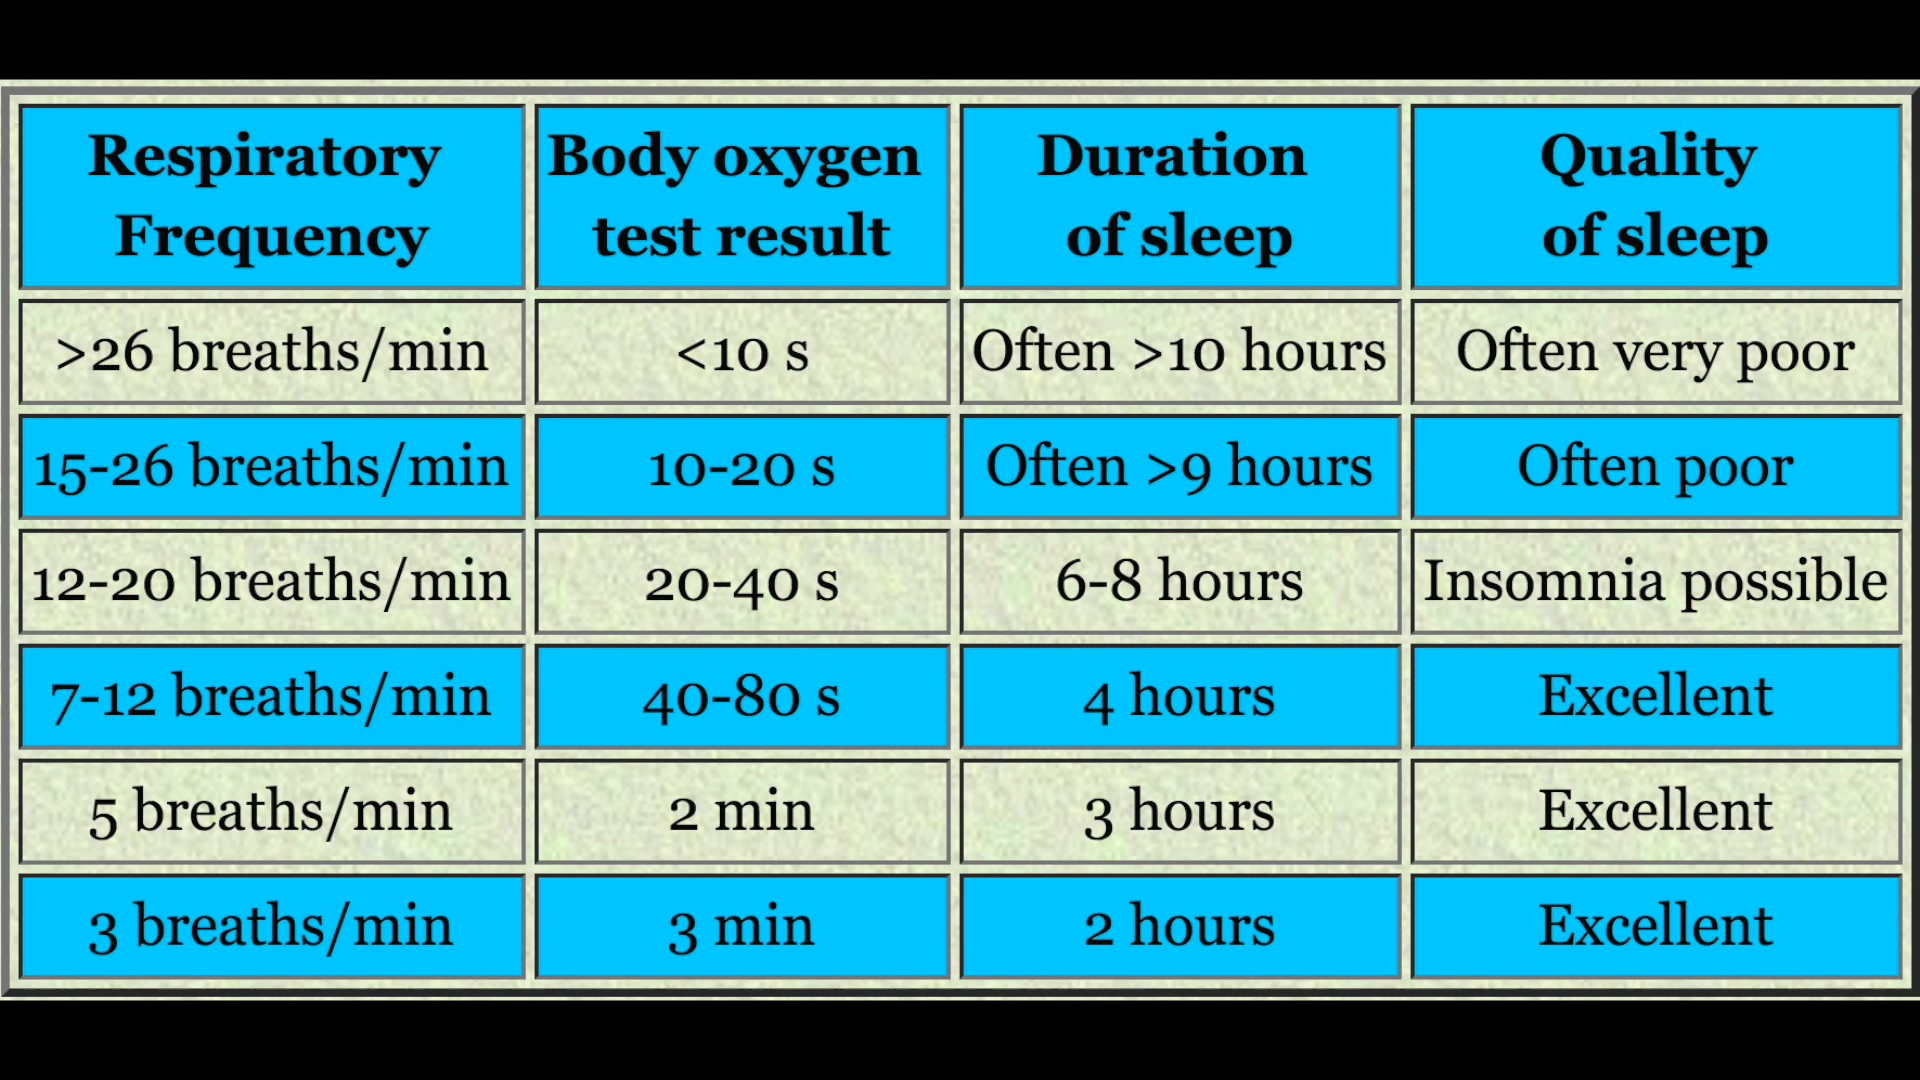 Respiratory Frequency | Body oxygen test result | Duration of sleep | Quality of sleep
>26 breaths/min | <10 s | Often >10 hours | Often very poor
15-26 breaths/min | 10-20 s | Often >9 hours | Often poor
12-20 breaths/min | 20-40 s | 6-8 hours | Insomnia possible
7-12 breaths/min | 40-80 s | 4 hours | Excellent
5 breaths/min | 2 min | 3 hours | Excellent
3 breaths/min | 3 min | 2 hours | Excellent